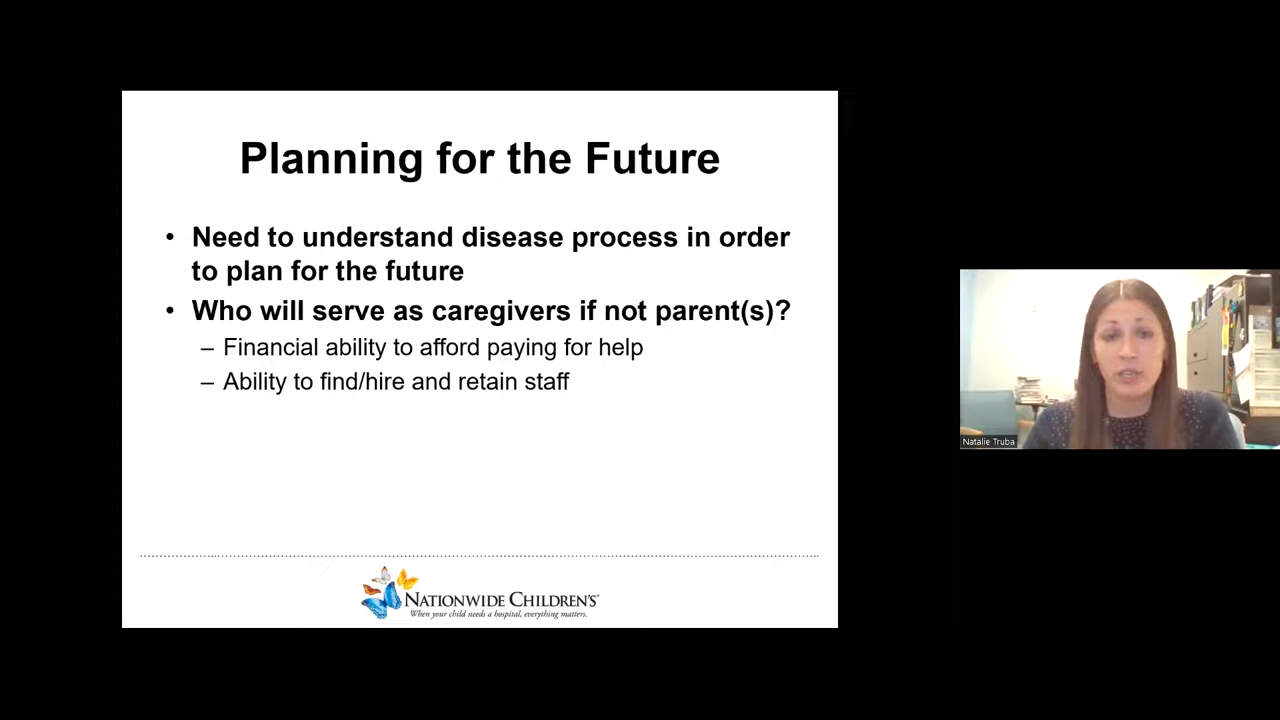 Planning for the Future
• Need to understand disease process in order
to plan for the future
• Who will serve as caregivers if not parent(s)?
– Financial ability to afford paying for help
– Ability to find/hire and retain staff
NATIONWIDE CHILDREN'S
When your child needs a hospital, everything matters.
Natalie Truba